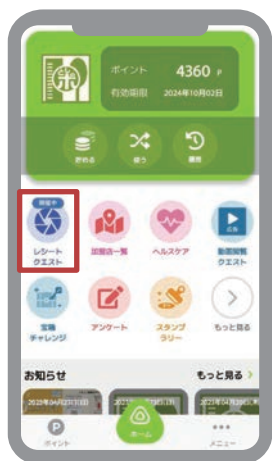 ポイント 4360 P
有効期限 2024年10月02日
貯める 使う 履歴
開催中
レシート
クエスト
加盟店一覧
ヘルスケア
広告
動画閲覧
クエスト
宝箱
チャレンジ
アンケート
スタンプ
ラリー
もっと見る
お知らせ もっと見る
P
ポイント
ホーム
メニュー